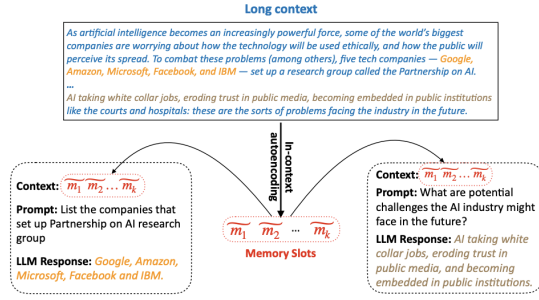 Long context
As artificial intelligence becomes an increasingly powerful force, some of the world's biggest
companies are worrying about how the technology will be used ethically, and how the public will
perceive its spread. To combat these problems (among others), five tech companies — Google,
Amazon, Microsoft, Facebook, and IBM — set up a research group called the Partnership on AI.
...
AI taking white collar jobs, eroding trust in public media, becoming embedded in public institutions
like the courts and hospitals: these are the sorts of problems facing the industry in the future.
In-context
autoencoding
Context: m̃₁ m̃₂ ... m̃ₖ
Prompt: List the companies that
set up Partnership on AI research
group
LLM Response: Google, Amazon,
Microsoft, Facebook and IBM.
m̃₁ m̃₂ ... m̃ₖ
Memory Slots
Context: m̃₁ m̃₂ ... m̃ₖ
Prompt: What are potential
challenges the AI industry might
face in the future?
LLM Response: AI taking white
collar jobs, eroding trust in
public media, and becoming
embedded in public institutions.